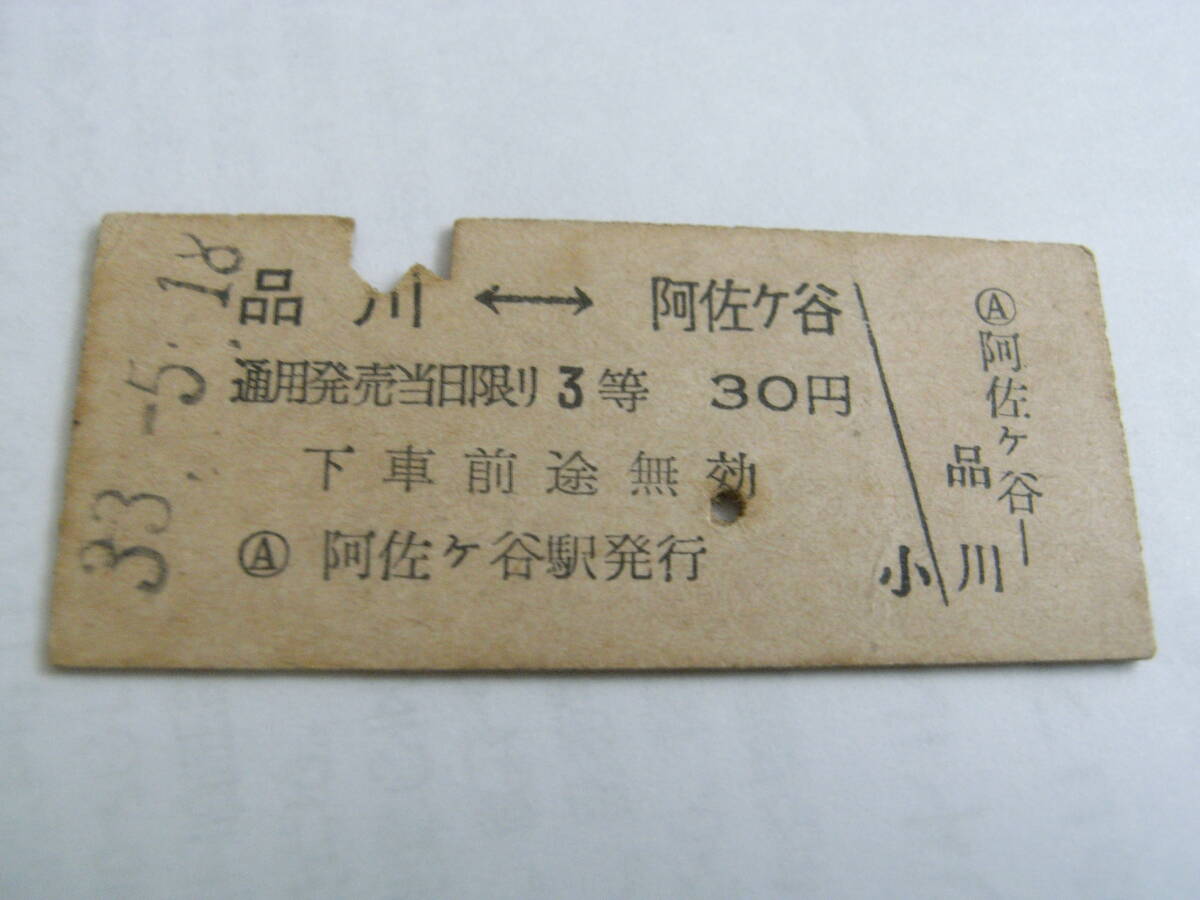 33.-5.18
品川 ⟷ 阿佐ケ谷
通用発売当日限り 3等 30円
下車前途無効
Ⓐ 阿佐ヶ谷駅発行
Ⓐ阿佐ヶ谷―
品川
小